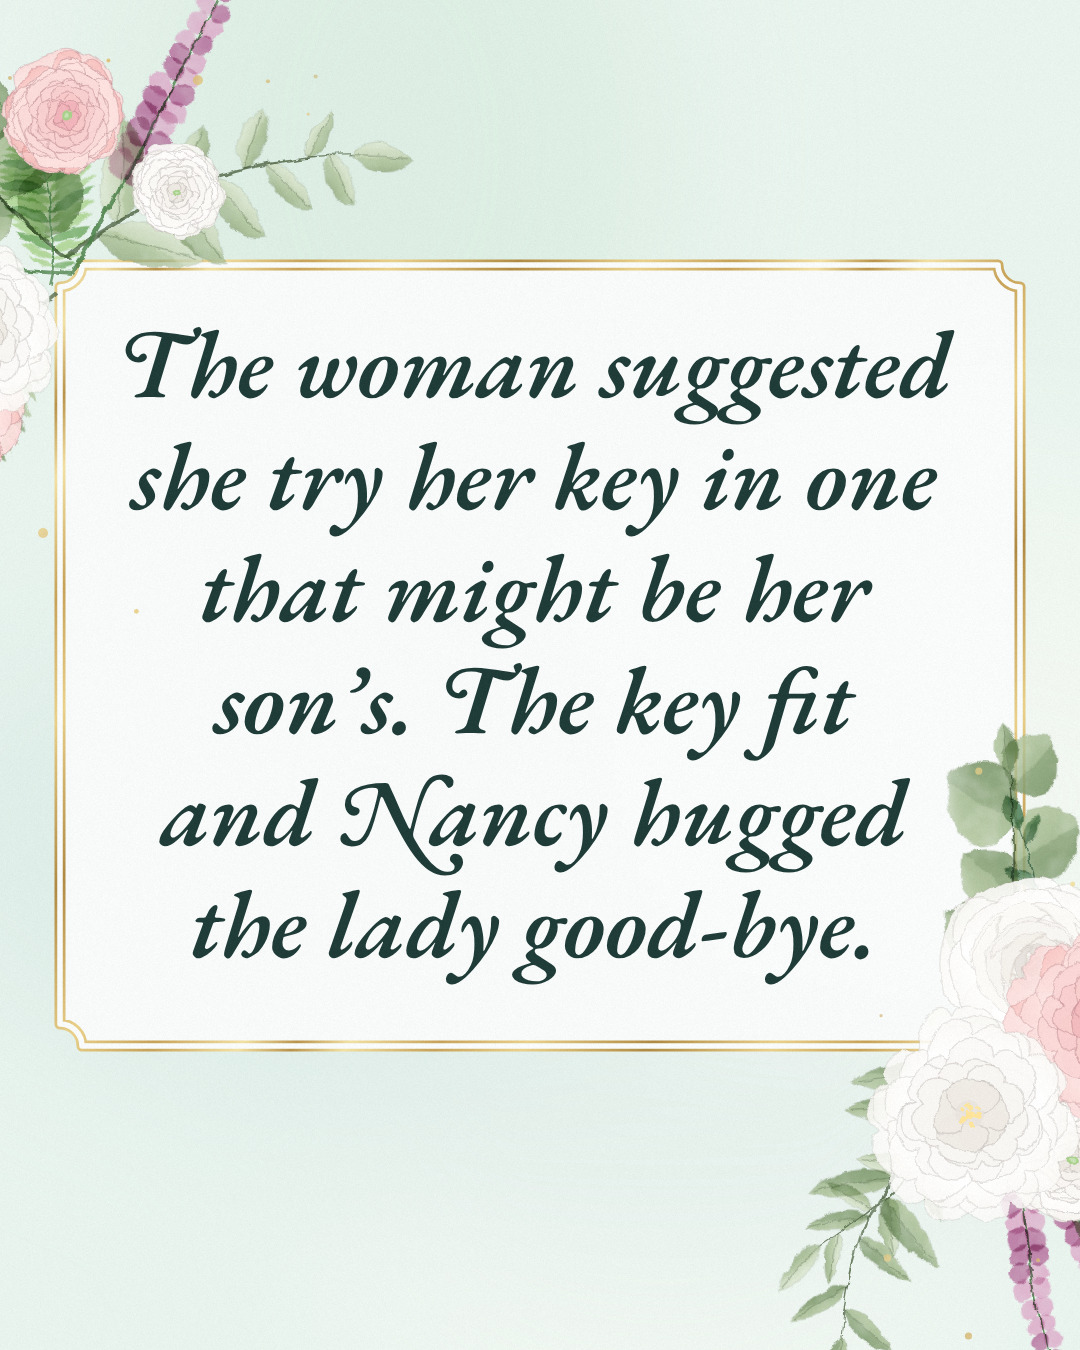 The woman suggested
she try her key in one
that might be her
son’s. The key fit
and Nancy hugged
the lady good-bye.